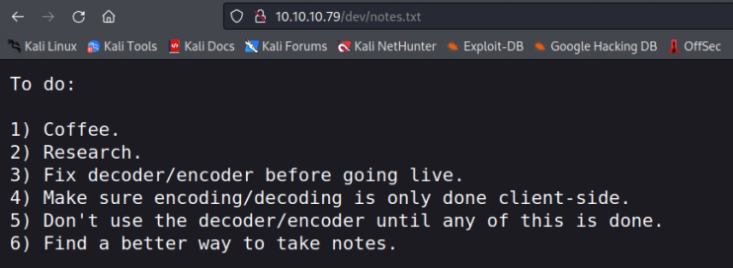 10.10.10.79/dev/notes.txt
Kali Linux Kali Tools Kali Docs Kali Forums Kali NetHunter Exploit-DB Google Hacking DB OffSec
To do:
1) Coffee.
2) Research.
3) Fix decoder/encoder before going live.
4) Make sure encoding/decoding is only done client-side.
5) Don't use the decoder/encoder until any of this is done.
6) Find a better way to take notes.